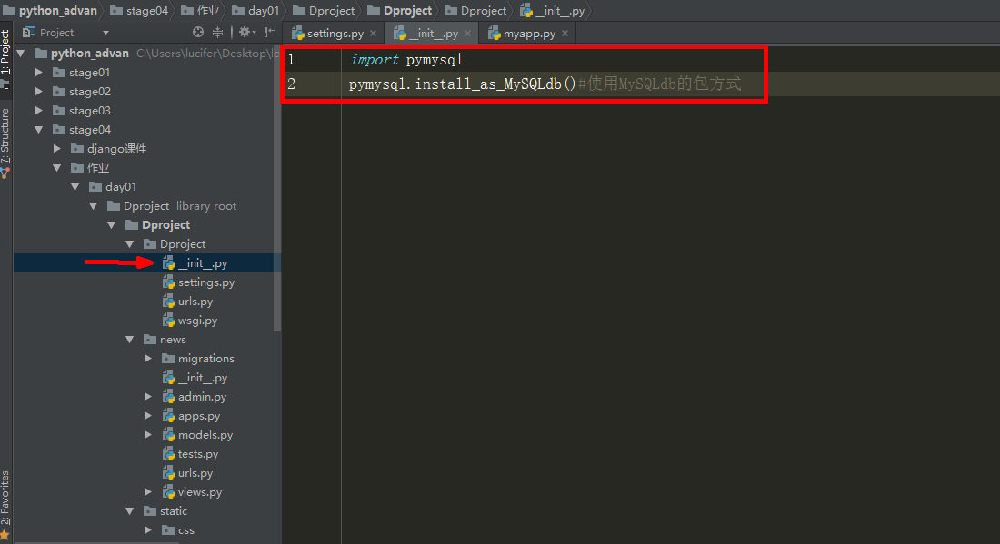 python_advan stage04 作业 day01 Dproject Dproject Dproject __init__.py
Project
settings.py × __init__.py × myapp.py ×
1: Project
7: Structure
2: Favorites
python_advan C:\Users\lucifer\Desktop\le
stage01
stage02
stage03
stage04
django课件
作业
day01
Dproject library root
Dproject
Dproject
__init__.py
settings.py
urls.py
wsgi.py
news
migrations
__init__.py
admin.py
apps.py
models.py
tests.py
urls.py
views.py
static
css
1 import pymysql
2 pymysql.install_as_MySQLdb()#使用MySQLdb的包方式